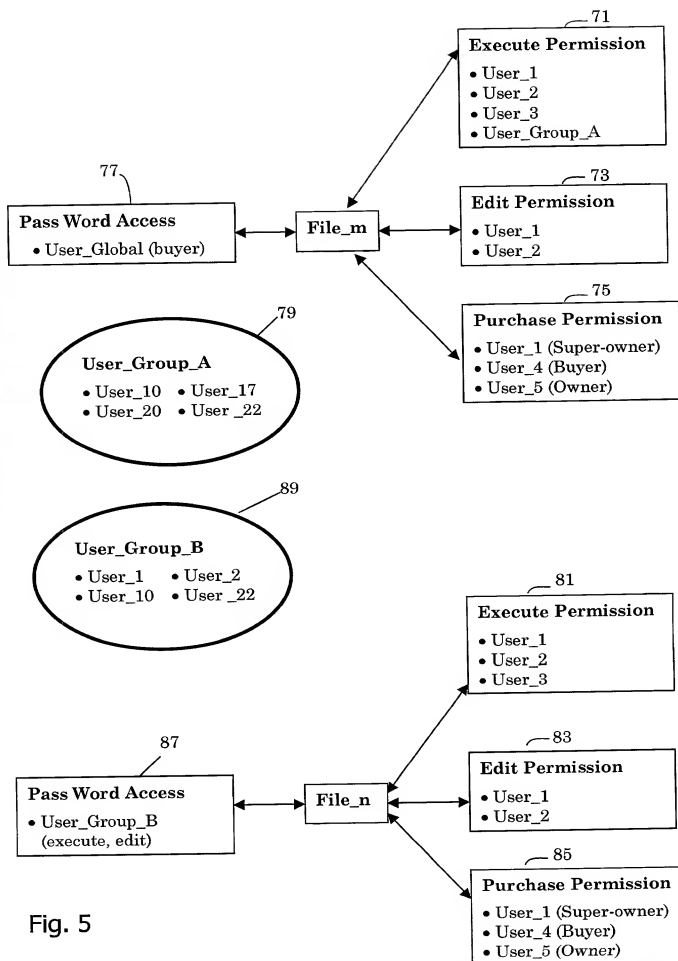 71
Execute Permission
• User_1
• User_2
• User_3
• User_Group_A
77
Pass Word Access
• User_Global (buyer)
File_m
73
Edit Permission
• User_1
• User_2
75
Purchase Permission
• User_1 (Super-owner)
• User_4 (Buyer)
• User_5 (Owner)
79
User_Group_A
• User_10 • User_17
• User_20 • User _22
89
User_Group_B
• User_1 • User_2
• User_10 • User _22
81
Execute Permission
• User_1
• User_2
• User_3
87
Pass Word Access
• User_Group_B
(execute, edit)
File_n
83
Edit Permission
• User_1
• User_2
85
Purchase Permission
• User_1 (Super-owner)
• User_4 (Buyer)
• User_5 (Owner)
Fig. 5